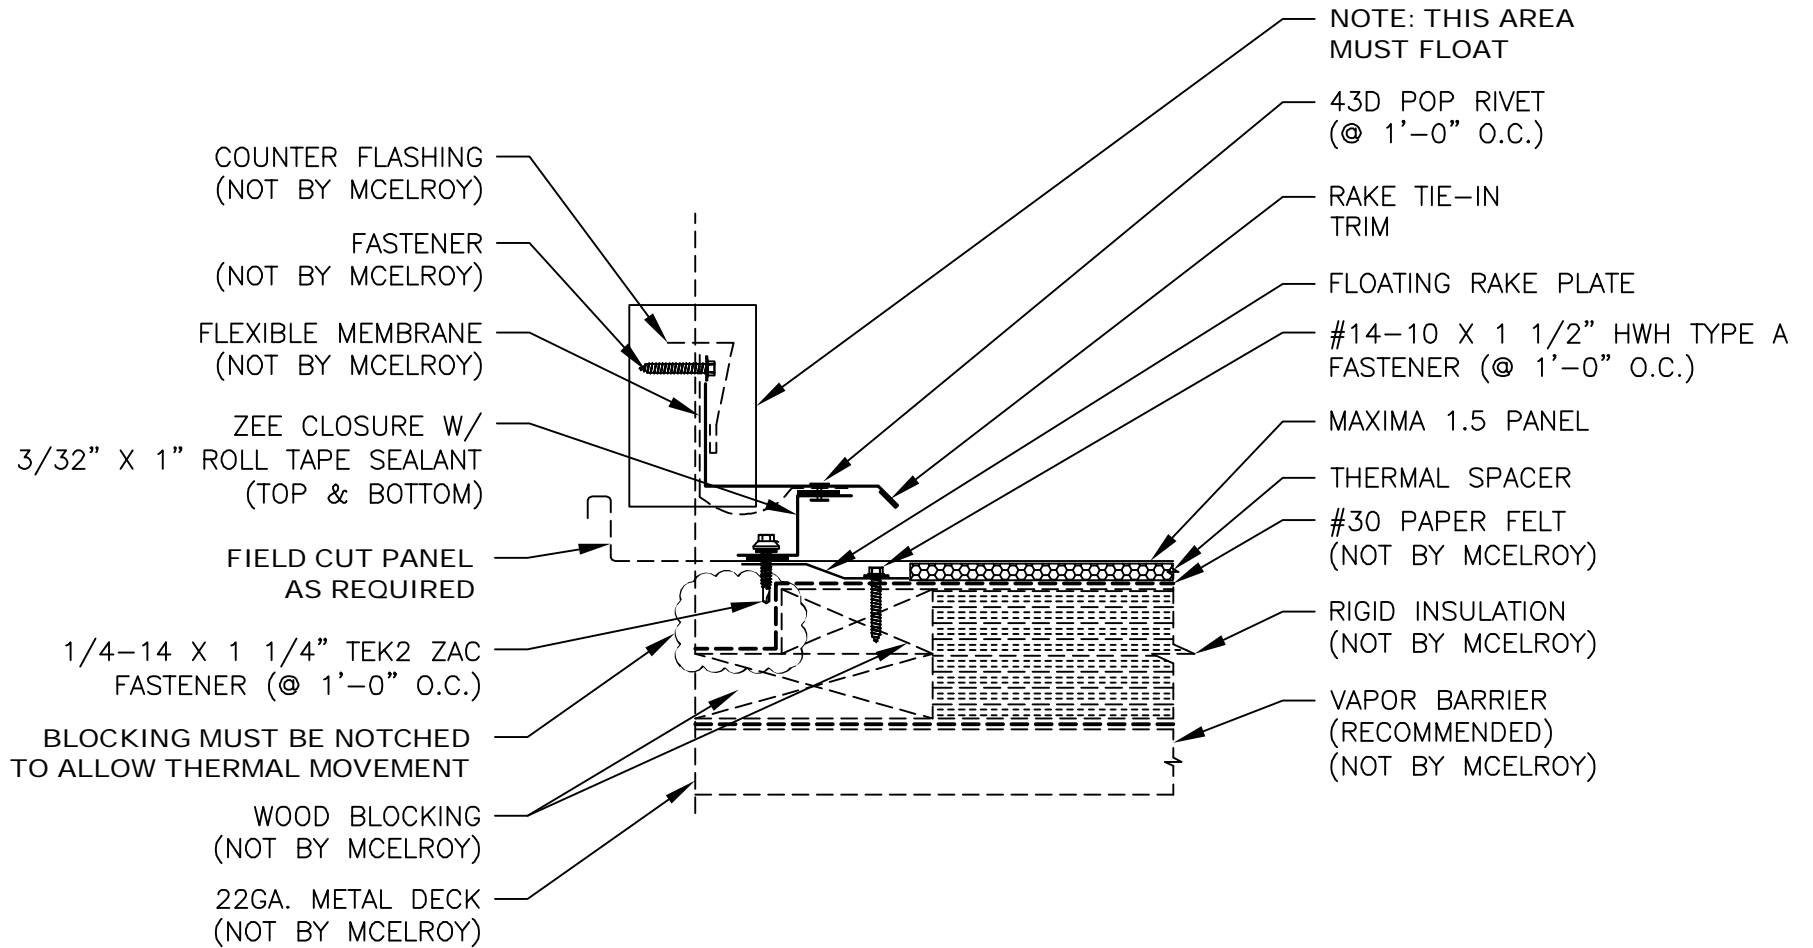 NOTE: THIS AREA
MUST FLOAT
43D POP RIVET
(@ 1'-0" O.C.)
RAKE TIE-IN
TRIM
FLOATING RAKE PLATE
#14-10 X 1 1/2" HWH TYPE A
FASTENER (@ 1'-0" O.C.)
MAXIMA 1.5 PANEL
THERMAL SPACER
#30 PAPER FELT
(NOT BY MCELROY)
RIGID INSULATION
(NOT BY MCELROY)
VAPOR BARRIER
(RECOMMENDED)
(NOT BY MCELROY)
COUNTER FLASHING
(NOT BY MCELROY)
FASTENER
(NOT BY MCELROY)
FLEXIBLE MEMBRANE
(NOT BY MCELROY)
ZEE CLOSURE W/
3/32" X 1" ROLL TAPE SEALANT
(TOP & BOTTOM)
FIELD CUT PANEL
AS REQUIRED
1/4-14 X 1 1/4" TEK2 ZAC
FASTENER (@ 1'-0" O.C.)
BLOCKING MUST BE NOTCHED
TO ALLOW THERMAL MOVEMENT
WOOD BLOCKING
(NOT BY MCELROY)
22GA. METAL DECK
(NOT BY MCELROY)